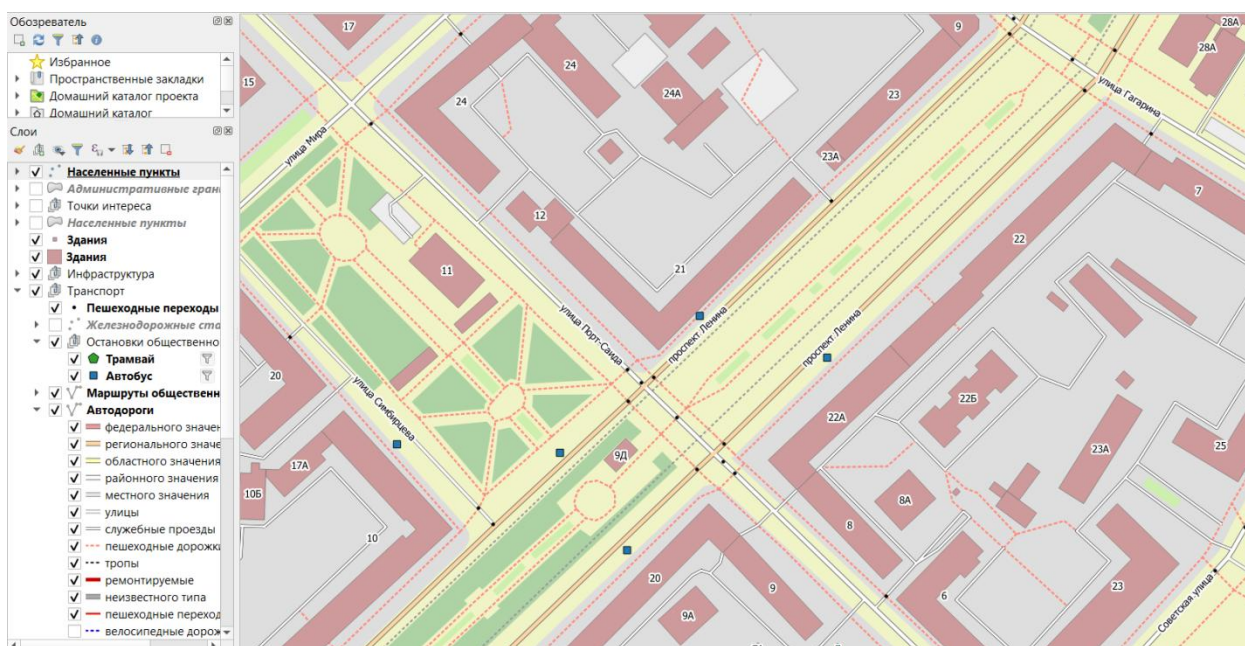 Обозреватель
Избранное
Пространственные закладки
Домашний каталог проекта
Домашний каталог
Слои
Населенные пункты
Административные гран
Точки интереса
Населенные пункты
Здания
Здания
Инфраструктура
Транспорт
Пешеходные переходы
Железнодорожные ста
Остановки общественно
Трамвай
Автобус
Маршруты общественн
Автодороги
федерального значен
регионального значе
областного значения
районного значения
местного значения
улицы
служебные проезды
пешеходные дорожки
тропы
ремонтируемые
неизвестного типа
пешеходные переход
велосипедные дорож
17
9
28А
28А
24
15
24А
24
23
улица Гагарина
улица Мира
23А
7
12
22
11
21
улица Порт-Саида
проспект Ленина
проспект Ленина
20
улица Симбирцева
22Б
22А
25
9Д
23А
17А
10Б
8А
10
8
20
9
23
6
9А
Советская улица